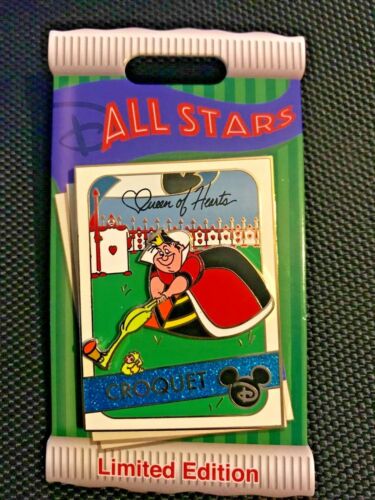 ALL STARS
Queen of Hearts
CROQUET
D
Limited Edition